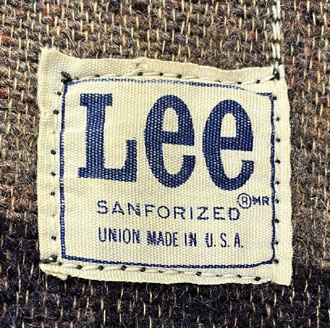 Lee
SANFORIZED ® MR
UNION MADE IN U.S.A.